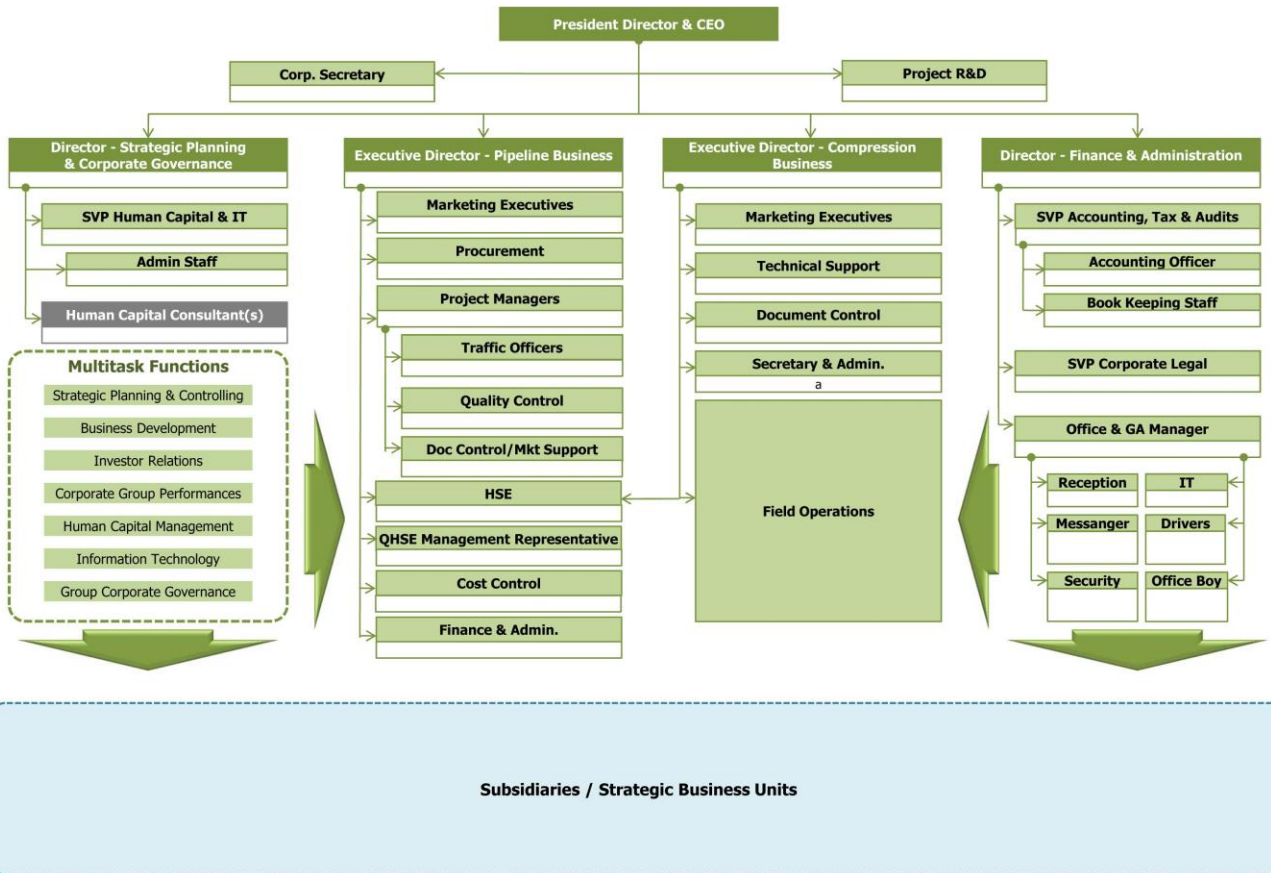 President Director & CEO
Corp. Secretary
Project R&D
Director - Strategic Planning
& Corporate Governance
SVP Human Capital & IT
Admin Staff
Human Capital Consultant(s)
Multitask Functions
Strategic Planning & Controlling
Business Development
Investor Relations
Corporate Group Performances
Human Capital Management
Information Technology
Group Corporate Governance
Executive Director - Pipeline Business
Marketing Executives
Procurement
Project Managers
Traffic Officers
Quality Control
Doc Control/Mkt Support
HSE
QHSE Management Representative
Cost Control
Finance & Admin.
Executive Director - Compression
Business
Marketing Executives
Technical Support
Document Control
Secretary & Admin.
a
Field Operations
Director - Finance & Administration
SVP Accounting, Tax & Audits
Accounting Officer
Book Keeping Staff
SVP Corporate Legal
Office & GA Manager
Reception
IT
Messanger
Drivers
Security
Office Boy
Subsidiaries / Strategic Business Units